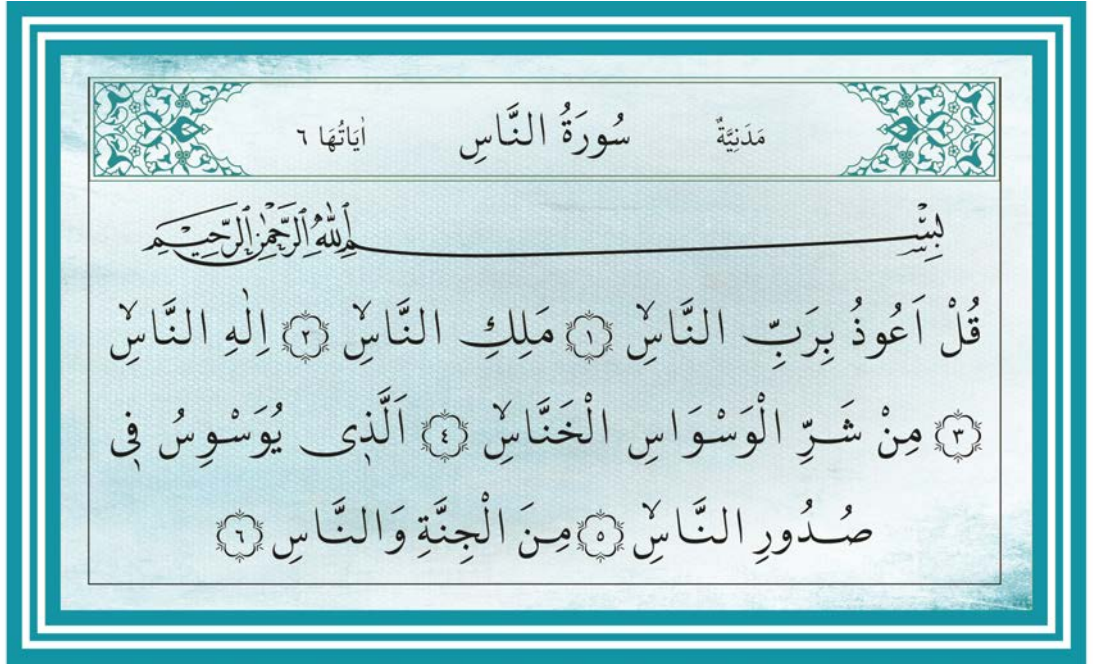 مَدَنِيَّةٌ سُورَةُ النَّاسِ اٰيَاتُهَا ٦
بِسْمِ اللّٰهِ الرَّحْمٰنِ الرَّحِيمِ
قُلْ اَعُوذُ بِرَبِّ النَّاسِۙ ١ مَلِكِ النَّاسِۙ ٢ اِلٰهِ النَّاسِۙ
٣ مِنْ شَرِّ الْوَسْوَاسِ الْخَنَّاسِۙ ٤ اَلَّذٖى يُوَسْوِسُ فٖى
صُدُورِ النَّاسِۙ ٥ مِنَ الْجِنَّةِ وَالنَّاسِ ٦